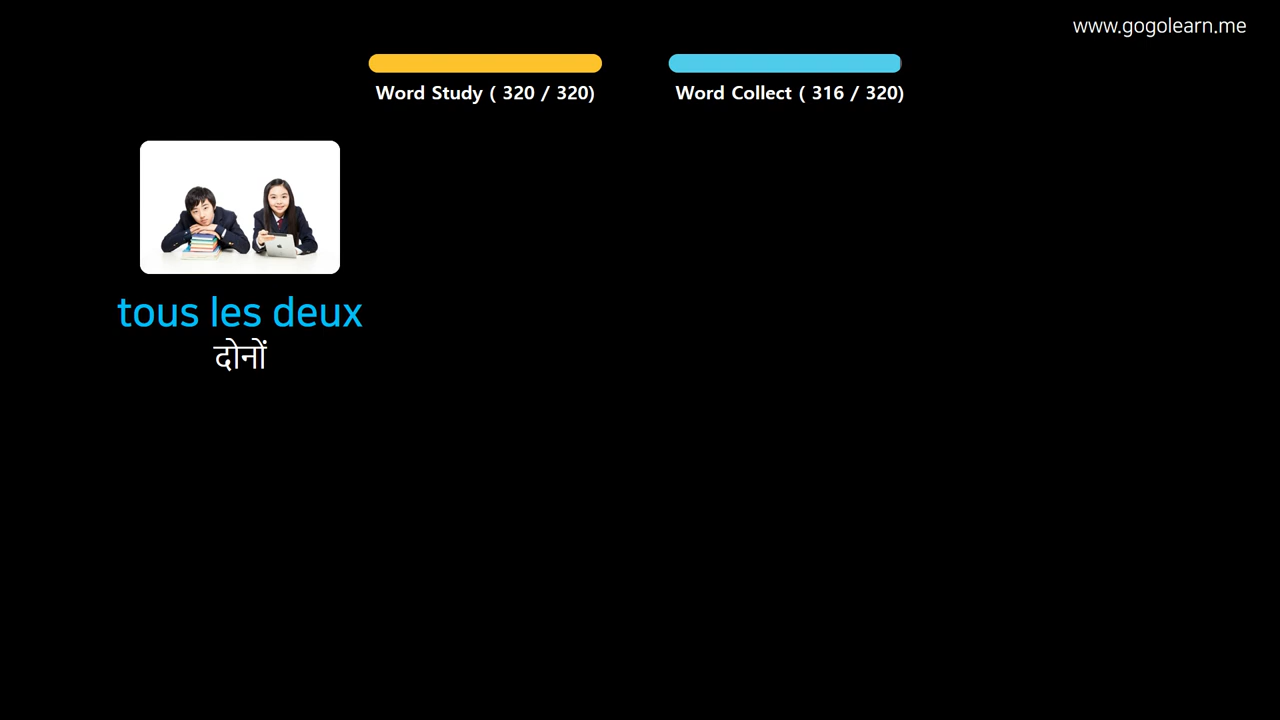 www.gogolearn.me
Word Study ( 320 / 320)
Word Collect ( 316 / 320)
tous les deux
दोनों